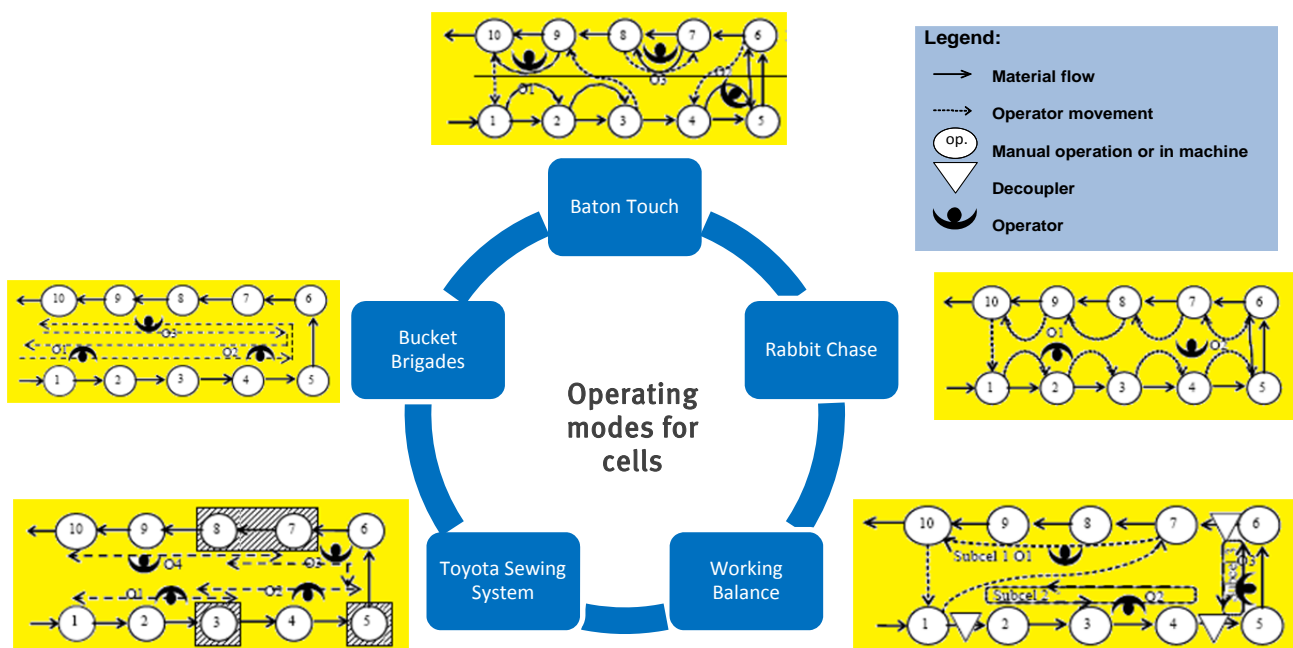 10 9 8 7 6
O1 O3 O2
1 2 3 4 5
Legend:
Material flow
Operator movement
op.
Manual operation or in machine
Decoupler
Operator
Baton Touch
10 9 8 7 6
O3
O1 O2
1 2 3 4 5
Bucket
Brigades
Rabbit Chase
10 9 8 7 6
O1 O2
1 2 3 4 5
Operating
modes for
cells
10 9 8 7 6
O4 O3
O1 O2
1 2 3 4 5
Toyota Sewing
System
Working
Balance
10 9 8 7 6
Subcel 1 O1
O3
Subcel 2 O2
1 2 3 4 5